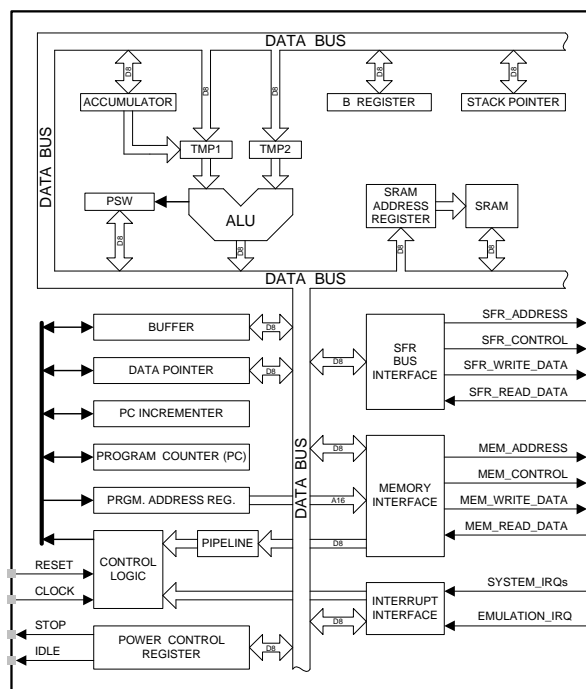 DATA BUS
D8
D8
D8
D8
D8
ACCUMULATOR
B REGISTER
STACK POINTER
DATA BUS
TMP1
TMP2
PSW
ALU
SRAM
ADDRESS
REGISTER
SRAM
D8
D8
D8
D8
DATA BUS
BUFFER
D8
DATA POINTER
D8
PC INCREMENTER
PROGRAM COUNTER (PC)
PRGM. ADDRESS REG.
A16
PIPELINE
D8
CONTROL
LOGIC
RESET
CLOCK
STOP
IDLE
POWER CONTROL
REGISTER
D8
DATA BUS
D8
SFR
BUS
INTERFACE
SFR_ADDRESS
SFR_CONTROL
SFR_WRITE_DATA
SFR_READ_DATA
D8
MEMORY
INTERFACE
MEM_ADDRESS
MEM_CONTROL
MEM_WRITE_DATA
MEM_READ_DATA
D8
INTERRUPT
INTERFACE
SYSTEM_IRQs
EMULATION_IRQ